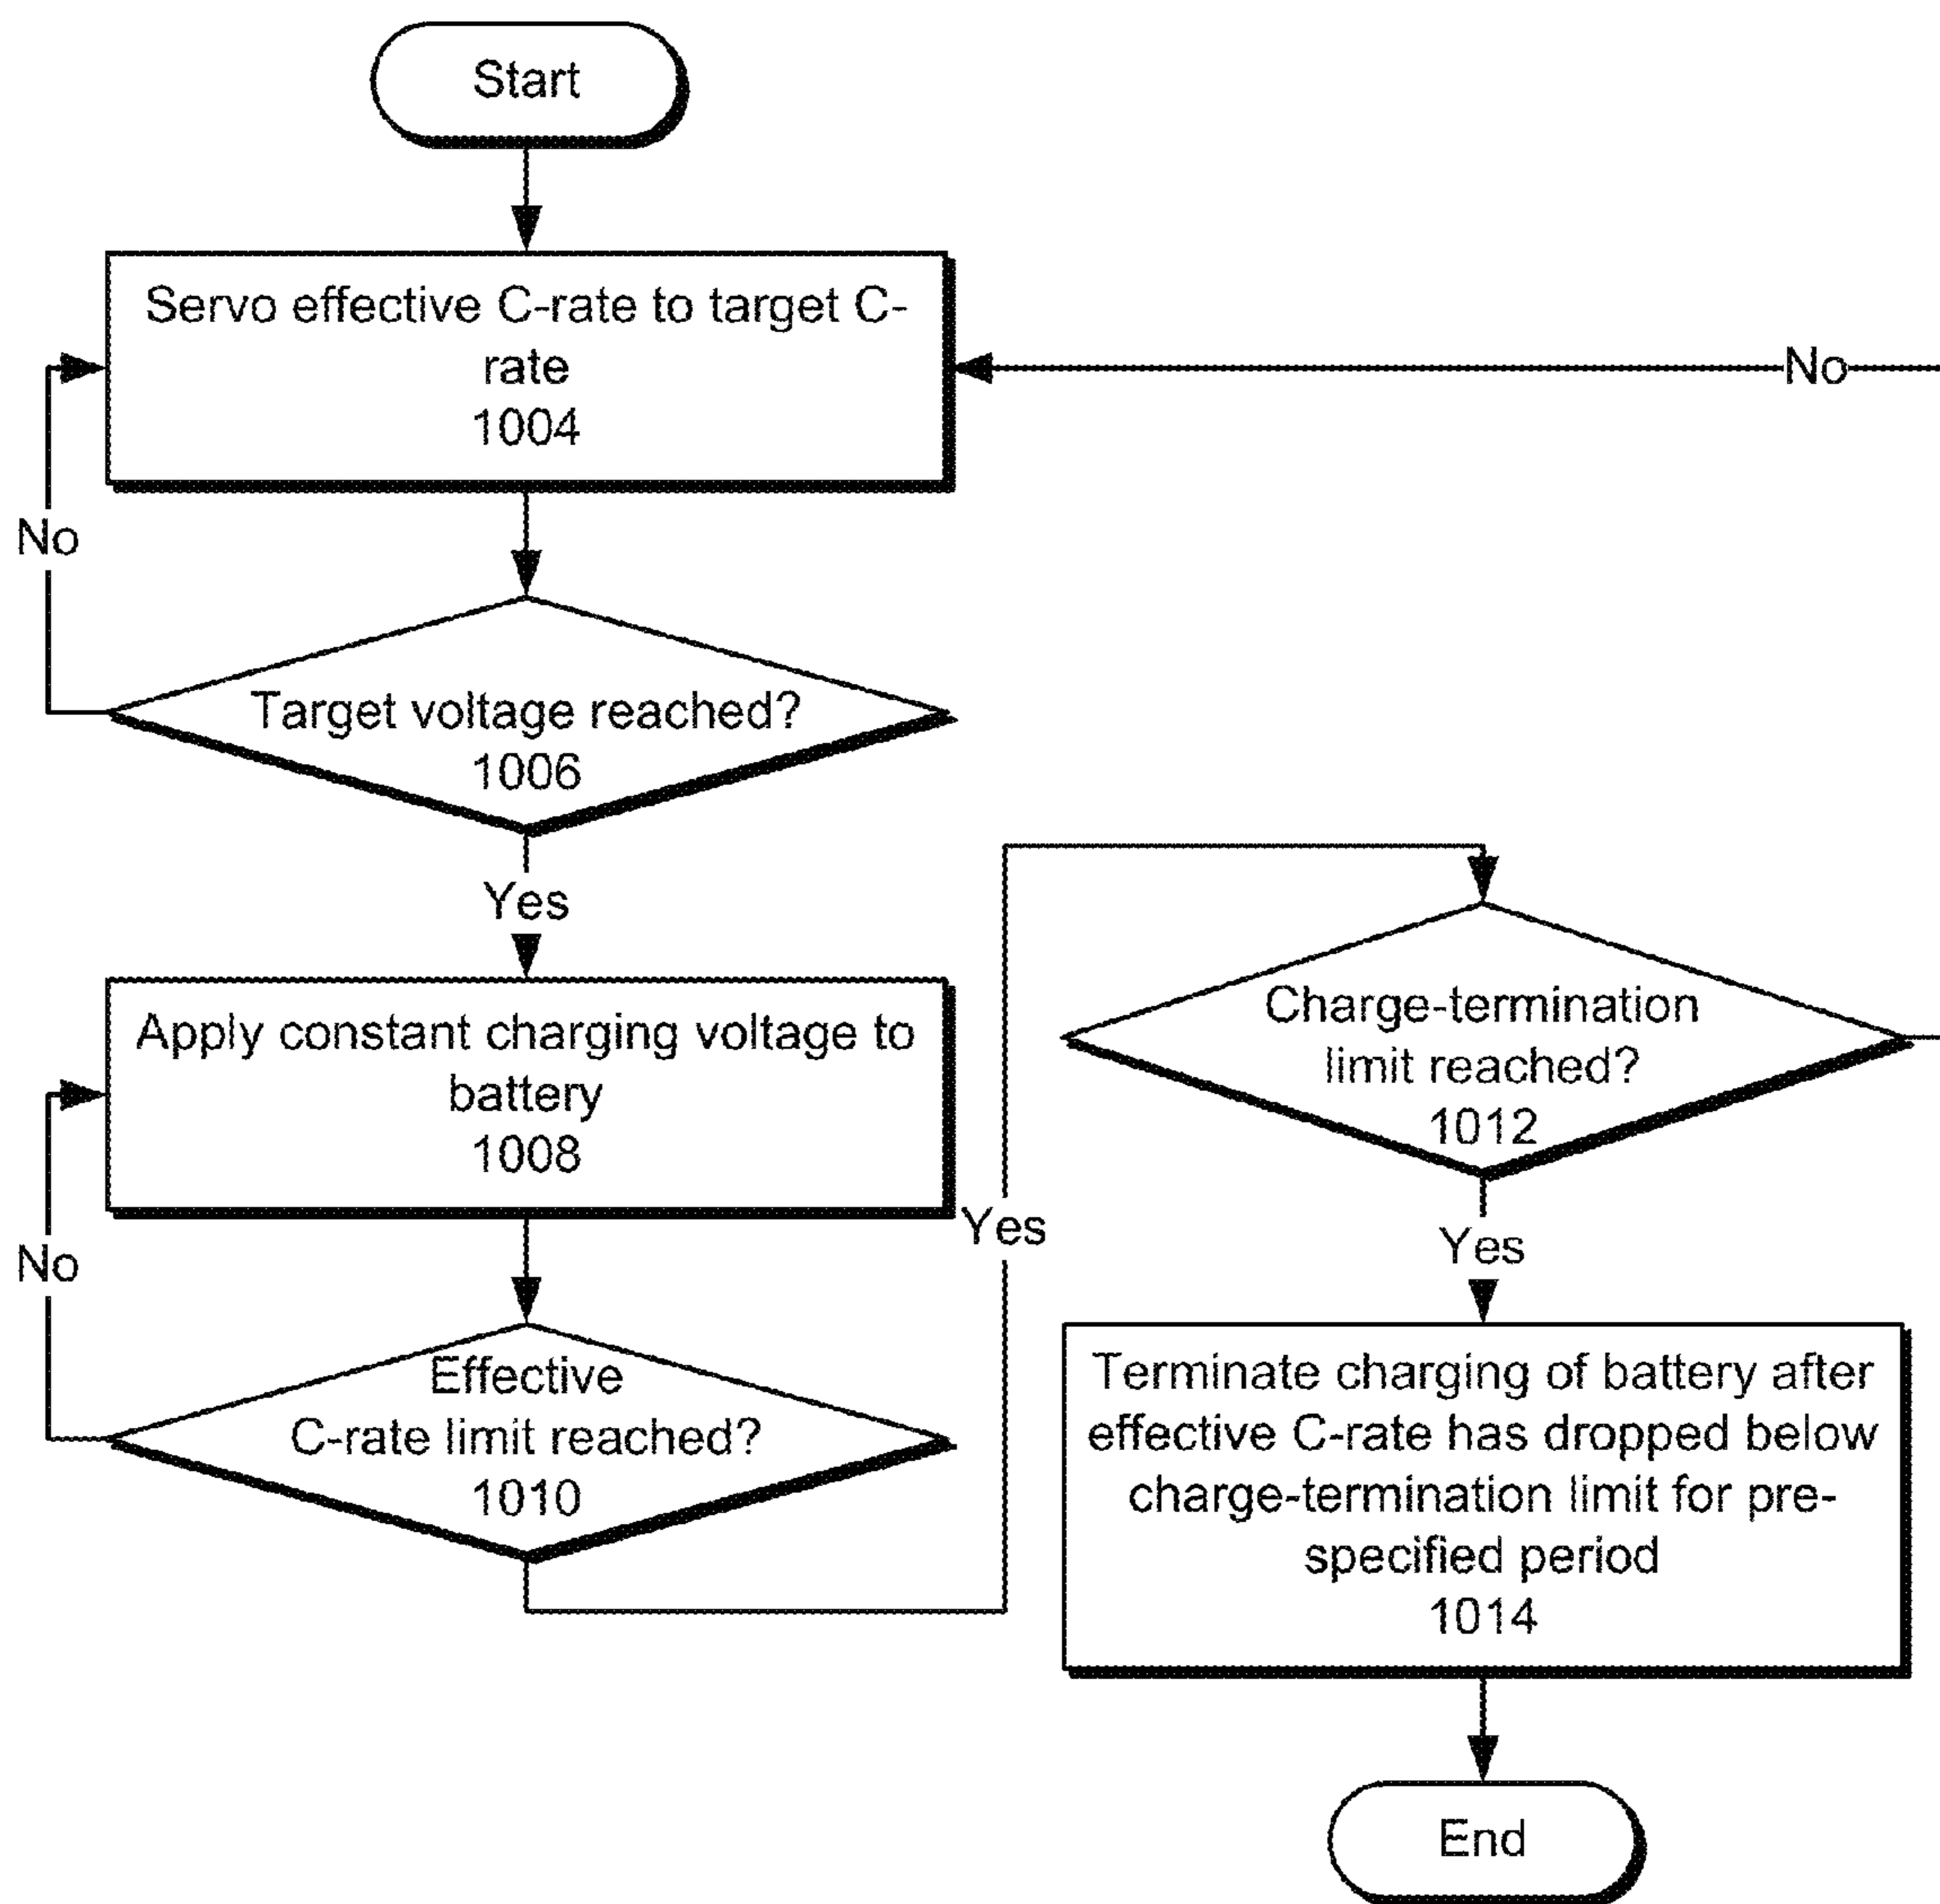 Start
Servo effective C-rate to target C-
rate
1004
No
No
Target voltage reached?
1006
Yes
Apply constant charging voltage to
battery
1008
No
Effective
C-rate limit reached?
1010
Yes
Charge-termination
limit reached?
1012
Yes
Terminate charging of battery after
effective C-rate has dropped below
charge-termination limit for pre-
specified period
1014
End